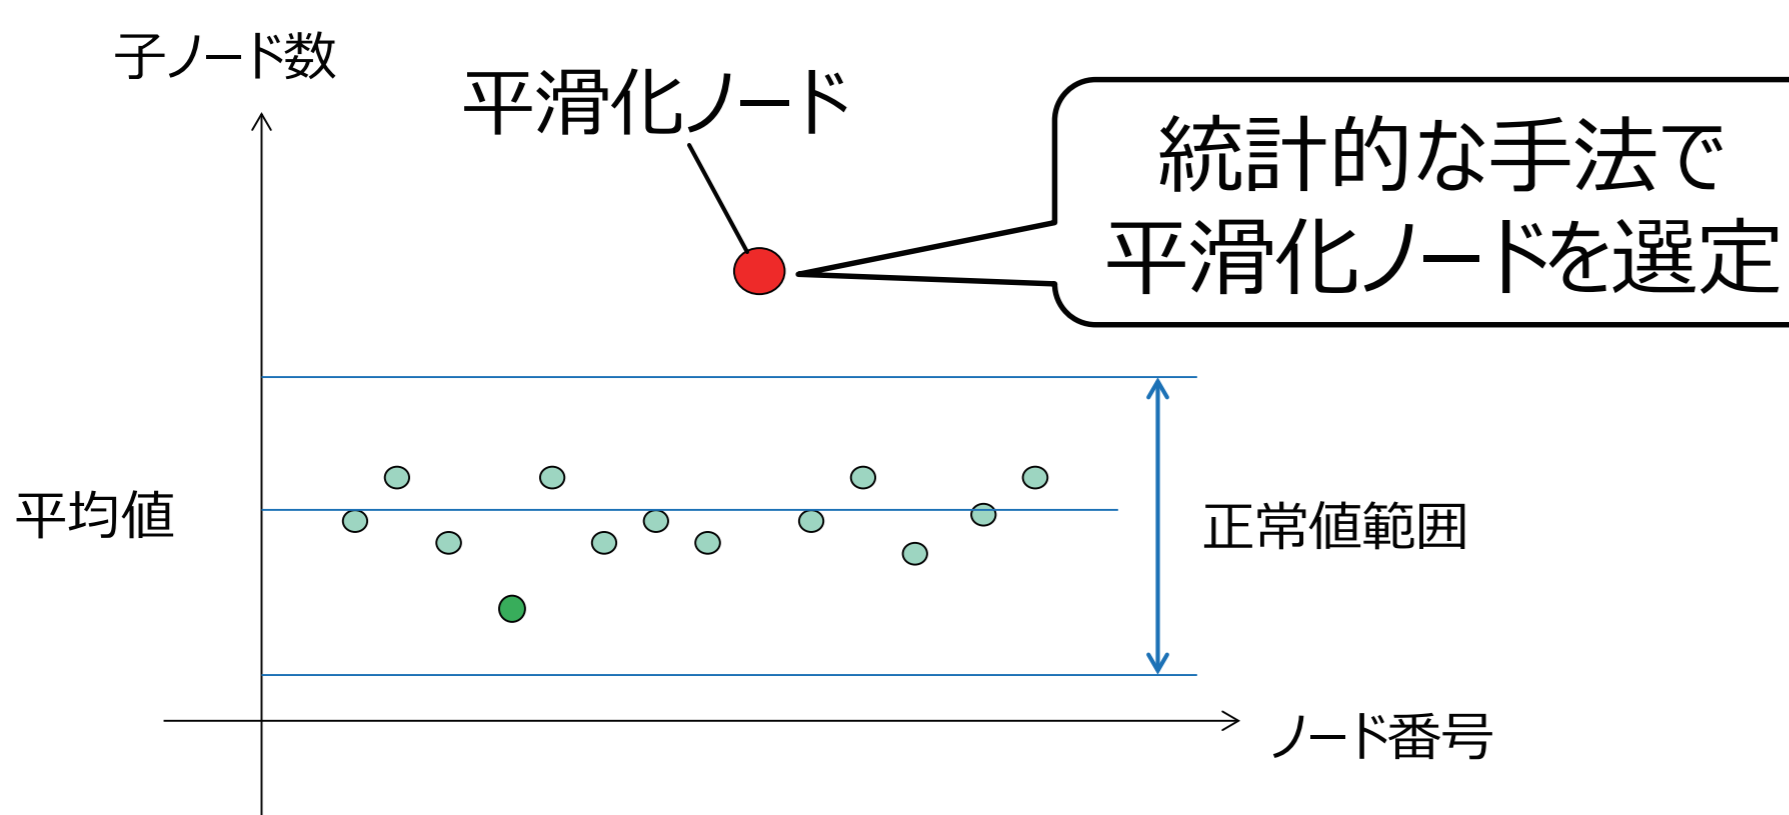 子ノード数
平滑化ノード
統計的な手法で
平滑化ノードを選定
平均値
正常値範囲
ノード番号